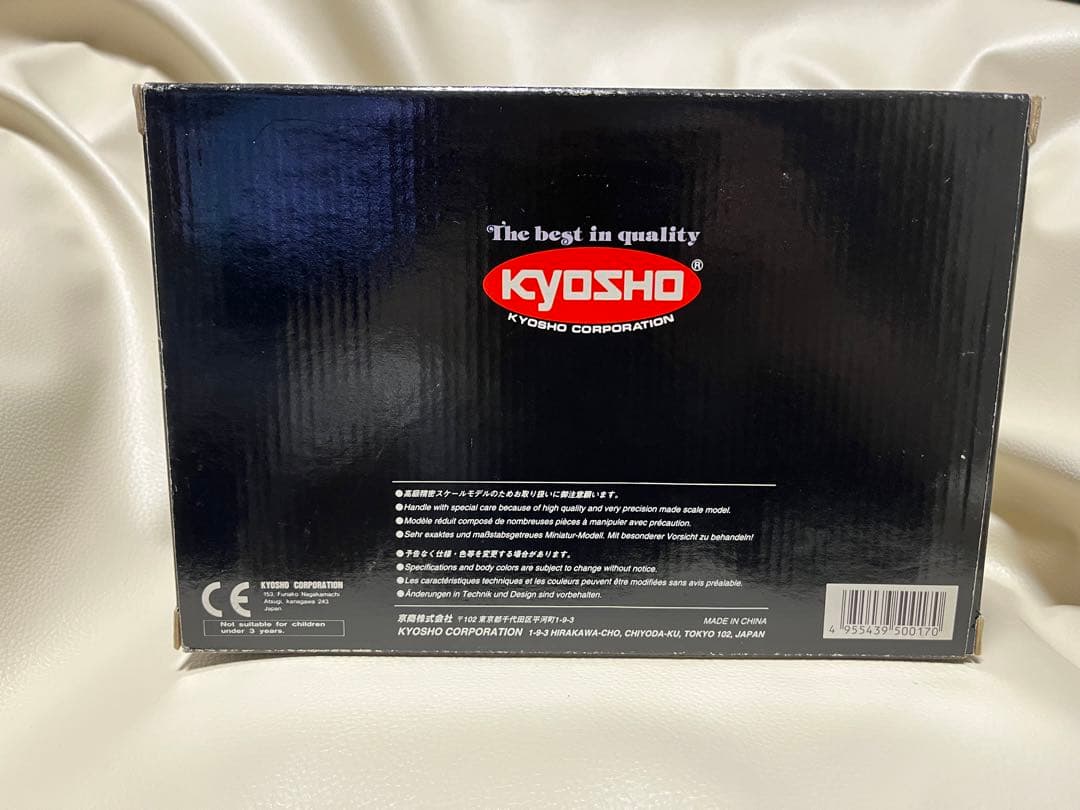 The best in quality
KYOSHO®
KYOSHO CORPORATION
●高級精密スケールモデルのためお取り扱いに御注意願います。
●Handle with special care because of high quality and very precision made scale model.
●Modèle réduit composé de nombreuses pièces à manipuler avec précaution.
●Sehr exaktes und maßstabsgetreues Miniatur-Modell. Mit besonderer Vorsicht zu behandeln!
●予告なく仕様・色等を変更する場合があります。
●Specifications and body colors are subject to change without notice.
●Les caractéristiques techniques et les couleurs peuvent être modifiées sans avis préalable.
●Änderungen in Technik und Design sind vorbehalten.
京商株式会社 〒102 東京都千代田区平河町1-9-3
MADE IN CHINA
KYOSHO CORPORATION 1-9-3 HIRAKAWA-CHO, CHIYODA-KU, TOKYO 102, JAPAN
CE
KYOSHO CORPORATION
153, Funako Nagakamachi
Atsugi, kanagawa 243
Japan
Not suitable for children
under 3 years.
4 955439 500170